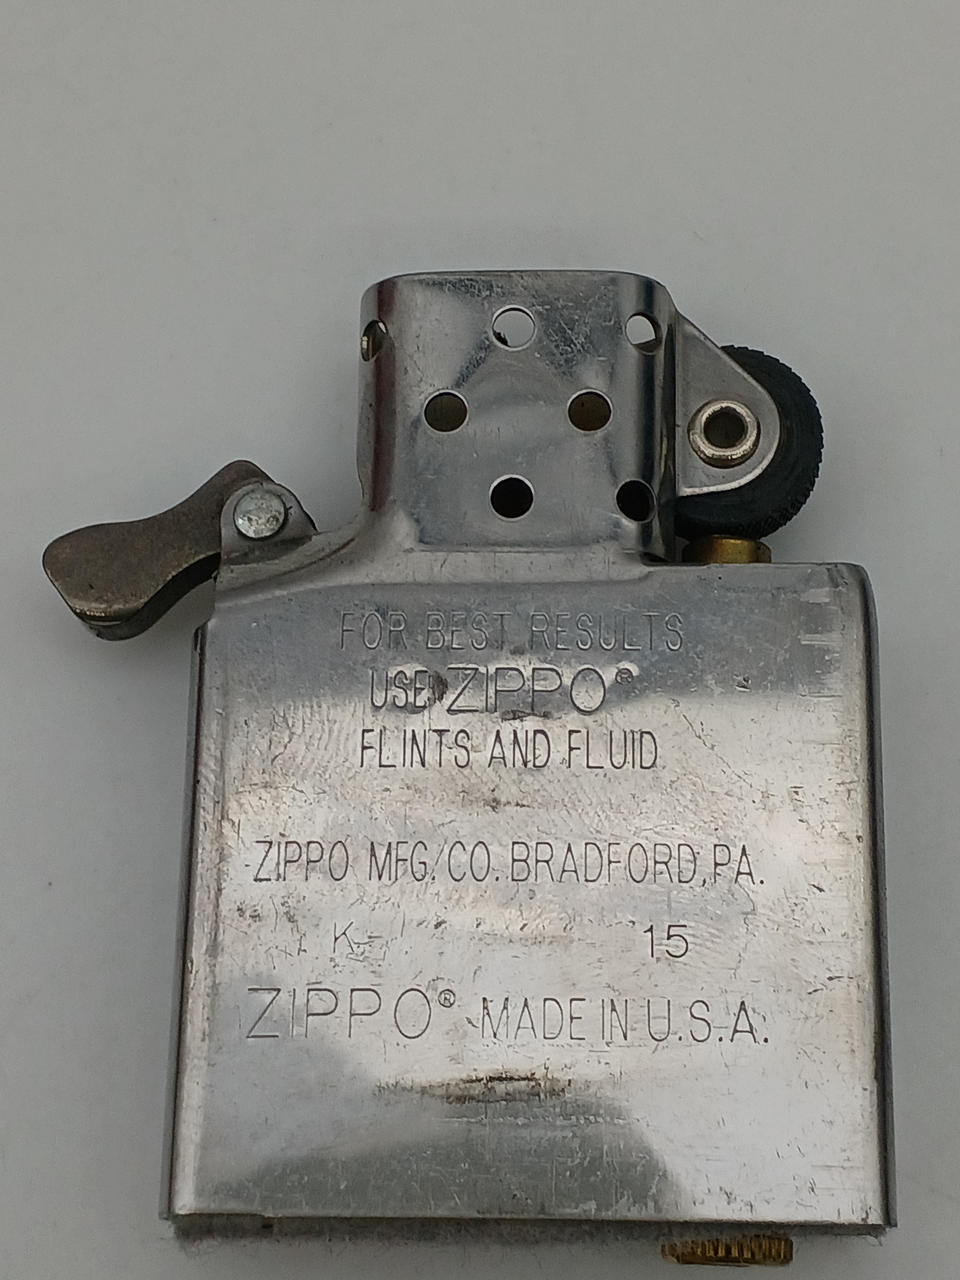 FOR BEST RESULTS
USE ZIPPO®
FLINTS AND FLUID
ZIPPO MFG. CO. BRADFORD, PA.
K 15
ZIPPO® MADE IN U.S.A.